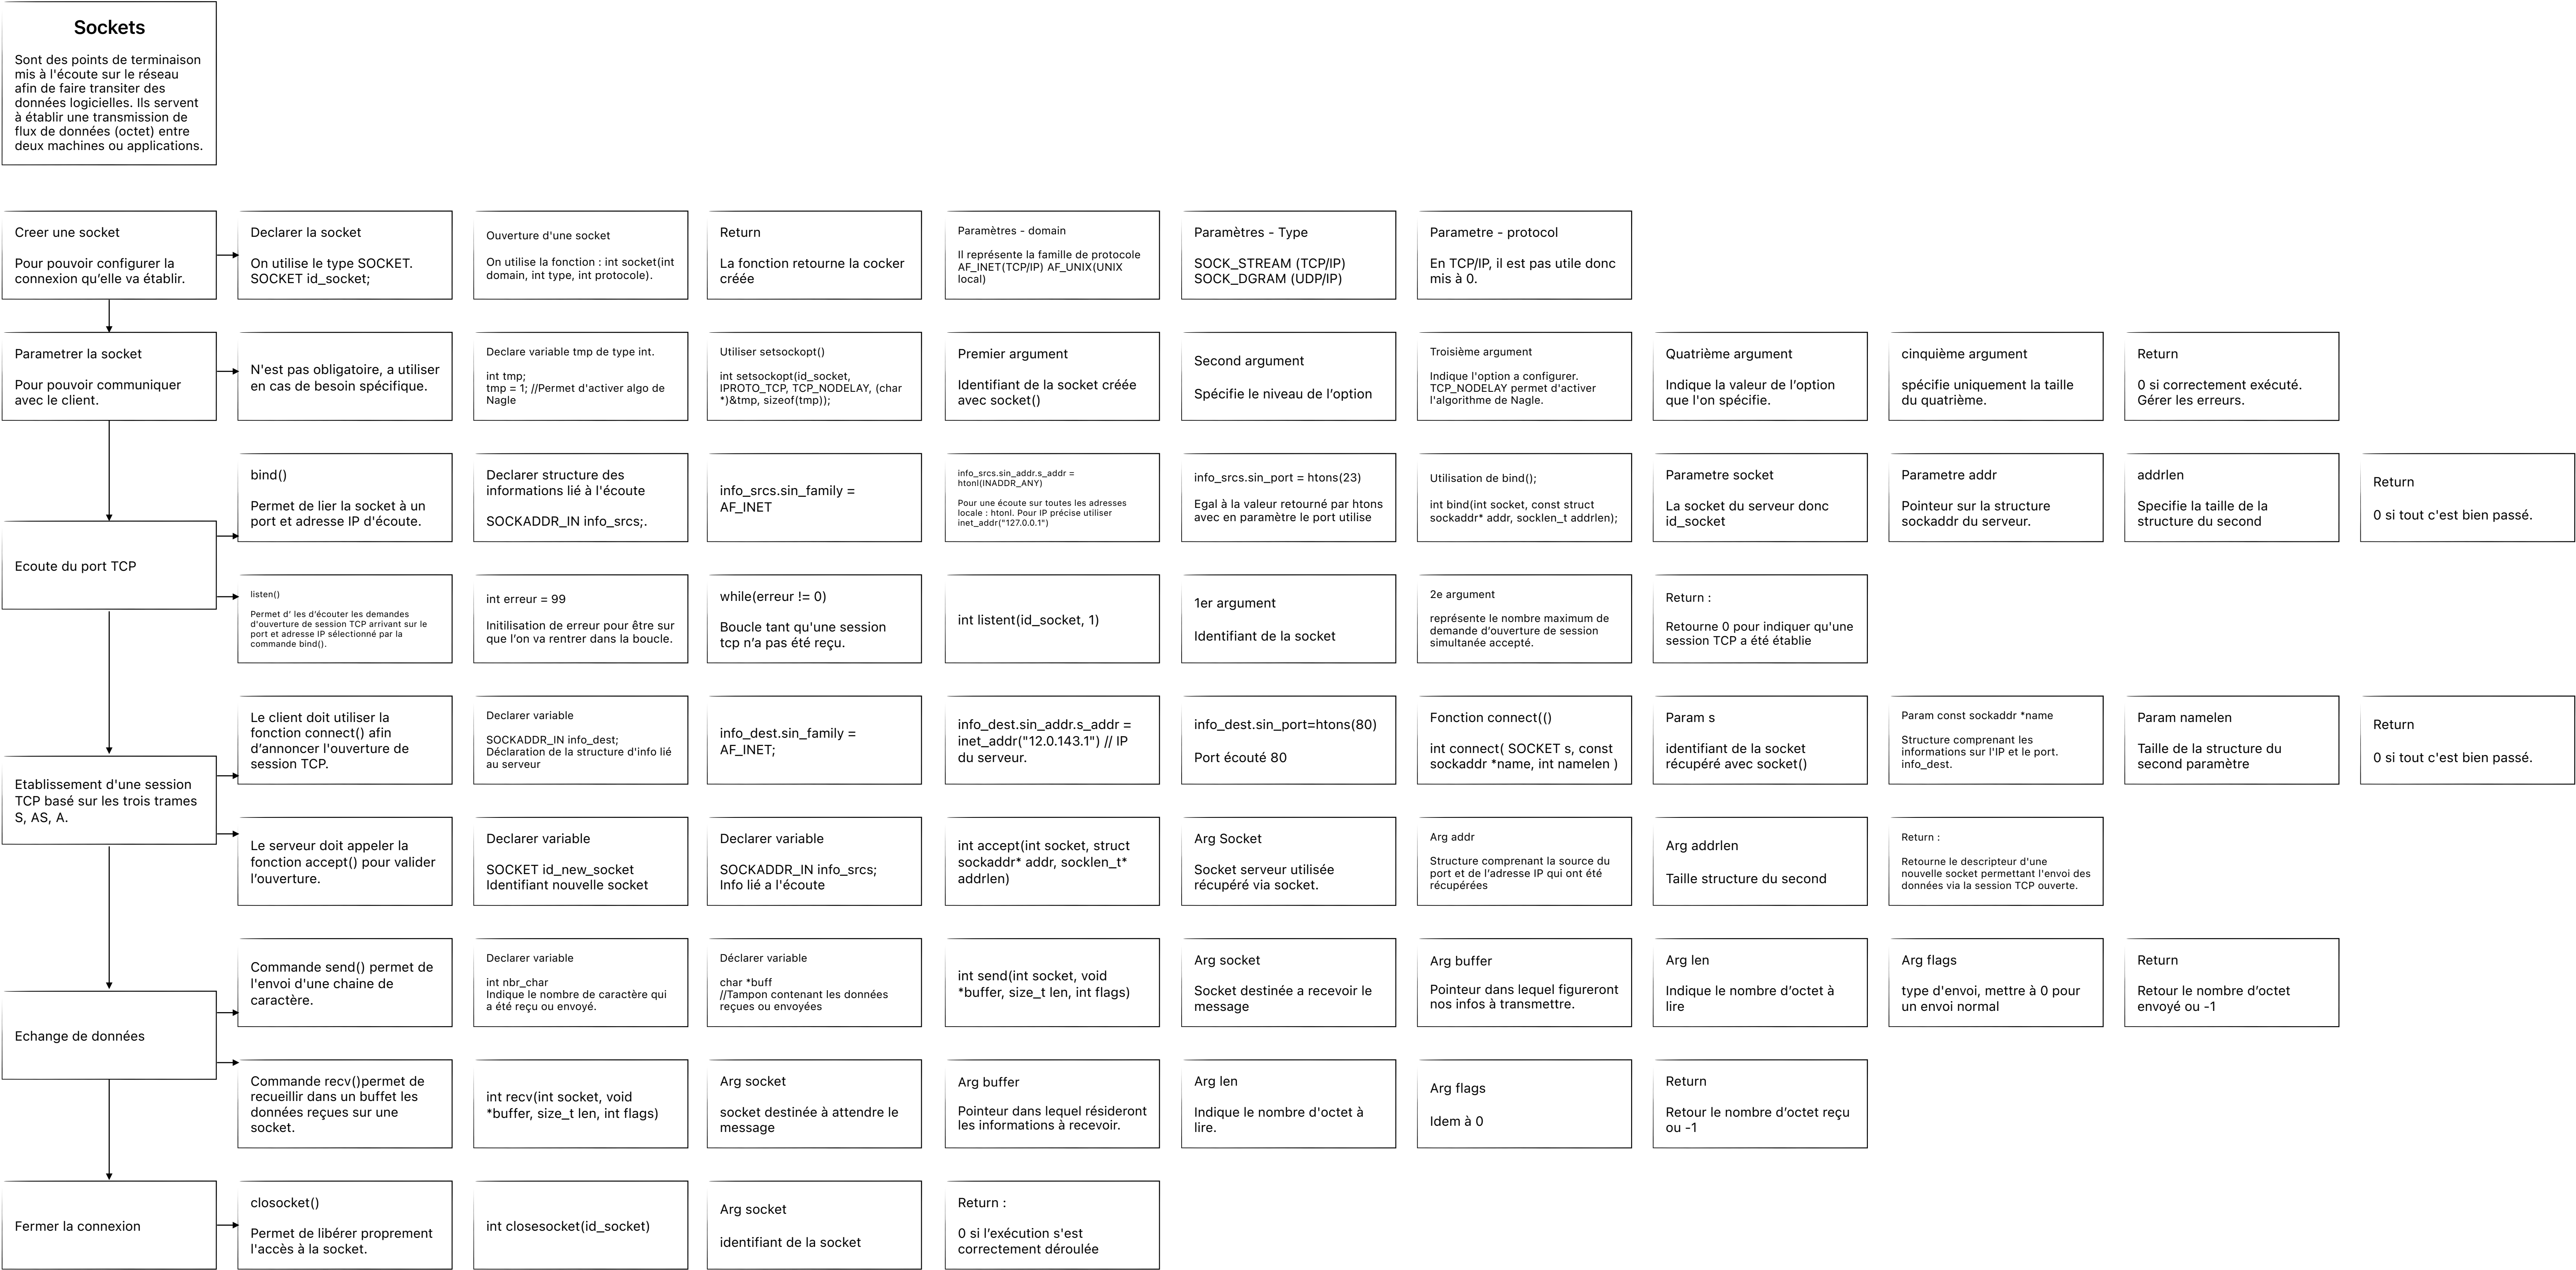 Sockets
Sont des points de terminaison
mis à l'écoute sur le réseau
afin de faire transiter des
données logicielles. Ils servent
à établir une transmission de
flux de données (octet) entre
deux machines ou applications.
Creer une socket
Pour pouvoir configurer la
connexion qu’elle va établir.
Declarer la socket
On utilise le type SOCKET.
SOCKET id_socket;
Ouverture d'une socket
On utilise la fonction : int socket(int
domain, int type, int protocole).
Return
La fonction retourne la cocker
créée
Paramètres - domain
Il représente la famille de protocole
AF_INET(TCP/IP) AF_UNIX(UNIX
local)
Paramètres - Type
SOCK_STREAM (TCP/IP)
SOCK_DGRAM (UDP/IP)
Parametre - protocol
En TCP/IP, il est pas utile donc
mis à 0.
Parametrer la socket
Pour pouvoir communiquer
avec le client.
N'est pas obligatoire, a utiliser
en cas de besoin spécifique.
Declare variable tmp de type int.
int tmp;
tmp = 1; //Permet d'activer algo de
Nagle
Utiliser setsockopt()
int setsockopt(id_socket,
IPROTO_TCP, TCP_NODELAY, (char
*)&tmp, sizeof(tmp));
Premier argument
Identifiant de la socket créée
avec socket()
Second argument
Spécifie le niveau de l’option
Troisième argument
Indique l'option a configurer.
TCP_NODELAY permet d'activer
l'algorithme de Nagle.
Quatrième argument
Indique la valeur de l’option
que l'on spécifie.
cinquième argument
spécifie uniquement la taille
du quatrième.
Return
0 si correctement exécuté.
Gérer les erreurs.
Ecoute du port TCP
bind()
Permet de lier la socket à un
port et adresse IP d'écoute.
Declarer structure des
informations lié à l'écoute
SOCKADDR_IN info_srcs;.
info_srcs.sin_family =
AF_INET
info_srcs.sin_addr.s_addr =
htonl(INADDR_ANY)
Pour une écoute sur toutes les adresses
locale : htonl. Pour IP précise utiliser
inet_addr("127.0.0.1")
info_srcs.sin_port = htons(23)
Egal à la valeur retourné par htons
avec en paramètre le port utilise
Utilisation de bind();
int bind(int socket, const struct
sockaddr* addr, socklen_t addrlen);
Parametre socket
La socket du serveur donc
id_socket
Parametre addr
Pointeur sur la structure
sockaddr du serveur.
addrlen
Specifie la taille de la
structure du second
Return
0 si tout c'est bien passé.
listen()
Permet d’ les d’écouter les demandes
d'ouverture de session TCP arrivant sur le
port et adresse IP sélectionné par la
commande bind().
int erreur = 99
Initilisation de erreur pour être sur
que l’on va rentrer dans la boucle.
while(erreur != 0)
Boucle tant qu'une session
tcp n’a pas été reçu.
int listent(id_socket, 1)
1er argument
Identifiant de la socket
2e argument
représente le nombre maximum de
demande d’ouverture de session
simultanée accepté.
Return :
Retourne 0 pour indiquer qu'une
session TCP a été établie
Etablissement d'une session
TCP basé sur les trois trames
S, AS, A.
Le client doit utiliser la
fonction connect() afin
d’annoncer l'ouverture de
session TCP.
Declarer variable
SOCKADDR_IN info_dest;
Déclaration de la structure d'info lié
au serveur
info_dest.sin_family =
AF_INET;
info_dest.sin_addr.s_addr =
inet_addr("12.0.143.1") // IP
du serveur.
info_dest.sin_port=htons(80)
Port écouté 80
Fonction connect(()
int connect( SOCKET s, const
sockaddr *name, int namelen )
Param s
identifiant de la socket
récupéré avec socket()
Param const sockaddr *name
Structure comprenant les
informations sur l'IP et le port.
info_dest.
Param namelen
Taille de la structure du
second paramètre
Return
0 si tout c'est bien passé.
Le serveur doit appeler la
fonction accept() pour valider
l’ouverture.
Declarer variable
SOCKET id_new_socket
Identifiant nouvelle socket
Declarer variable
SOCKADDR_IN info_srcs;
Info lié a l'écoute
int accept(int socket, struct
sockaddr* addr, socklen_t*
addrlen)
Arg Socket
Socket serveur utilisée
récupéré via socket.
Arg addr
Structure comprenant la source du
port et de l'adresse IP qui ont été
récupérées
Arg addrlen
Taille structure du second
Return :
Retourne le descripteur d'une
nouvelle socket permettant l'envoi des
données via la session TCP ouverte.
Echange de données
Commande send() permet de
l'envoi d'une chaine de
caractère.
Declarer variable
int nbr_char
Indique le nombre de caractère qui
a été reçu ou envoyé.
Déclarer variable
char *buff
//Tampon contenant les données
reçues ou envoyées
int send(int socket, void
*buffer, size_t len, int flags)
Arg socket
Socket destinée a recevoir le
message
Arg buffer
Pointeur dans lequel figureront
nos infos à transmettre.
Arg len
Indique le nombre d’octet à
lire
Arg flags
type d'envoi, mettre à 0 pour
un envoi normal
Return
Retour le nombre d’octet
envoyé ou -1
Commande recv()permet de
recueillir dans un buffet les
données reçues sur une
socket.
int recv(int socket, void
*buffer, size_t len, int flags)
Arg socket
socket destinée à attendre le
message
Arg buffer
Pointeur dans lequel résideront
les informations à recevoir.
Arg len
Indique le nombre d'octet à
lire.
Arg flags
Idem à 0
Return
Retour le nombre d’octet reçu
ou -1
Fermer la connexion
closocket()
Permet de libérer proprement
l'accès à la socket.
int closesocket(id_socket)
Arg socket
identifiant de la socket
Return :
0 si l’exécution s'est
correctement déroulée